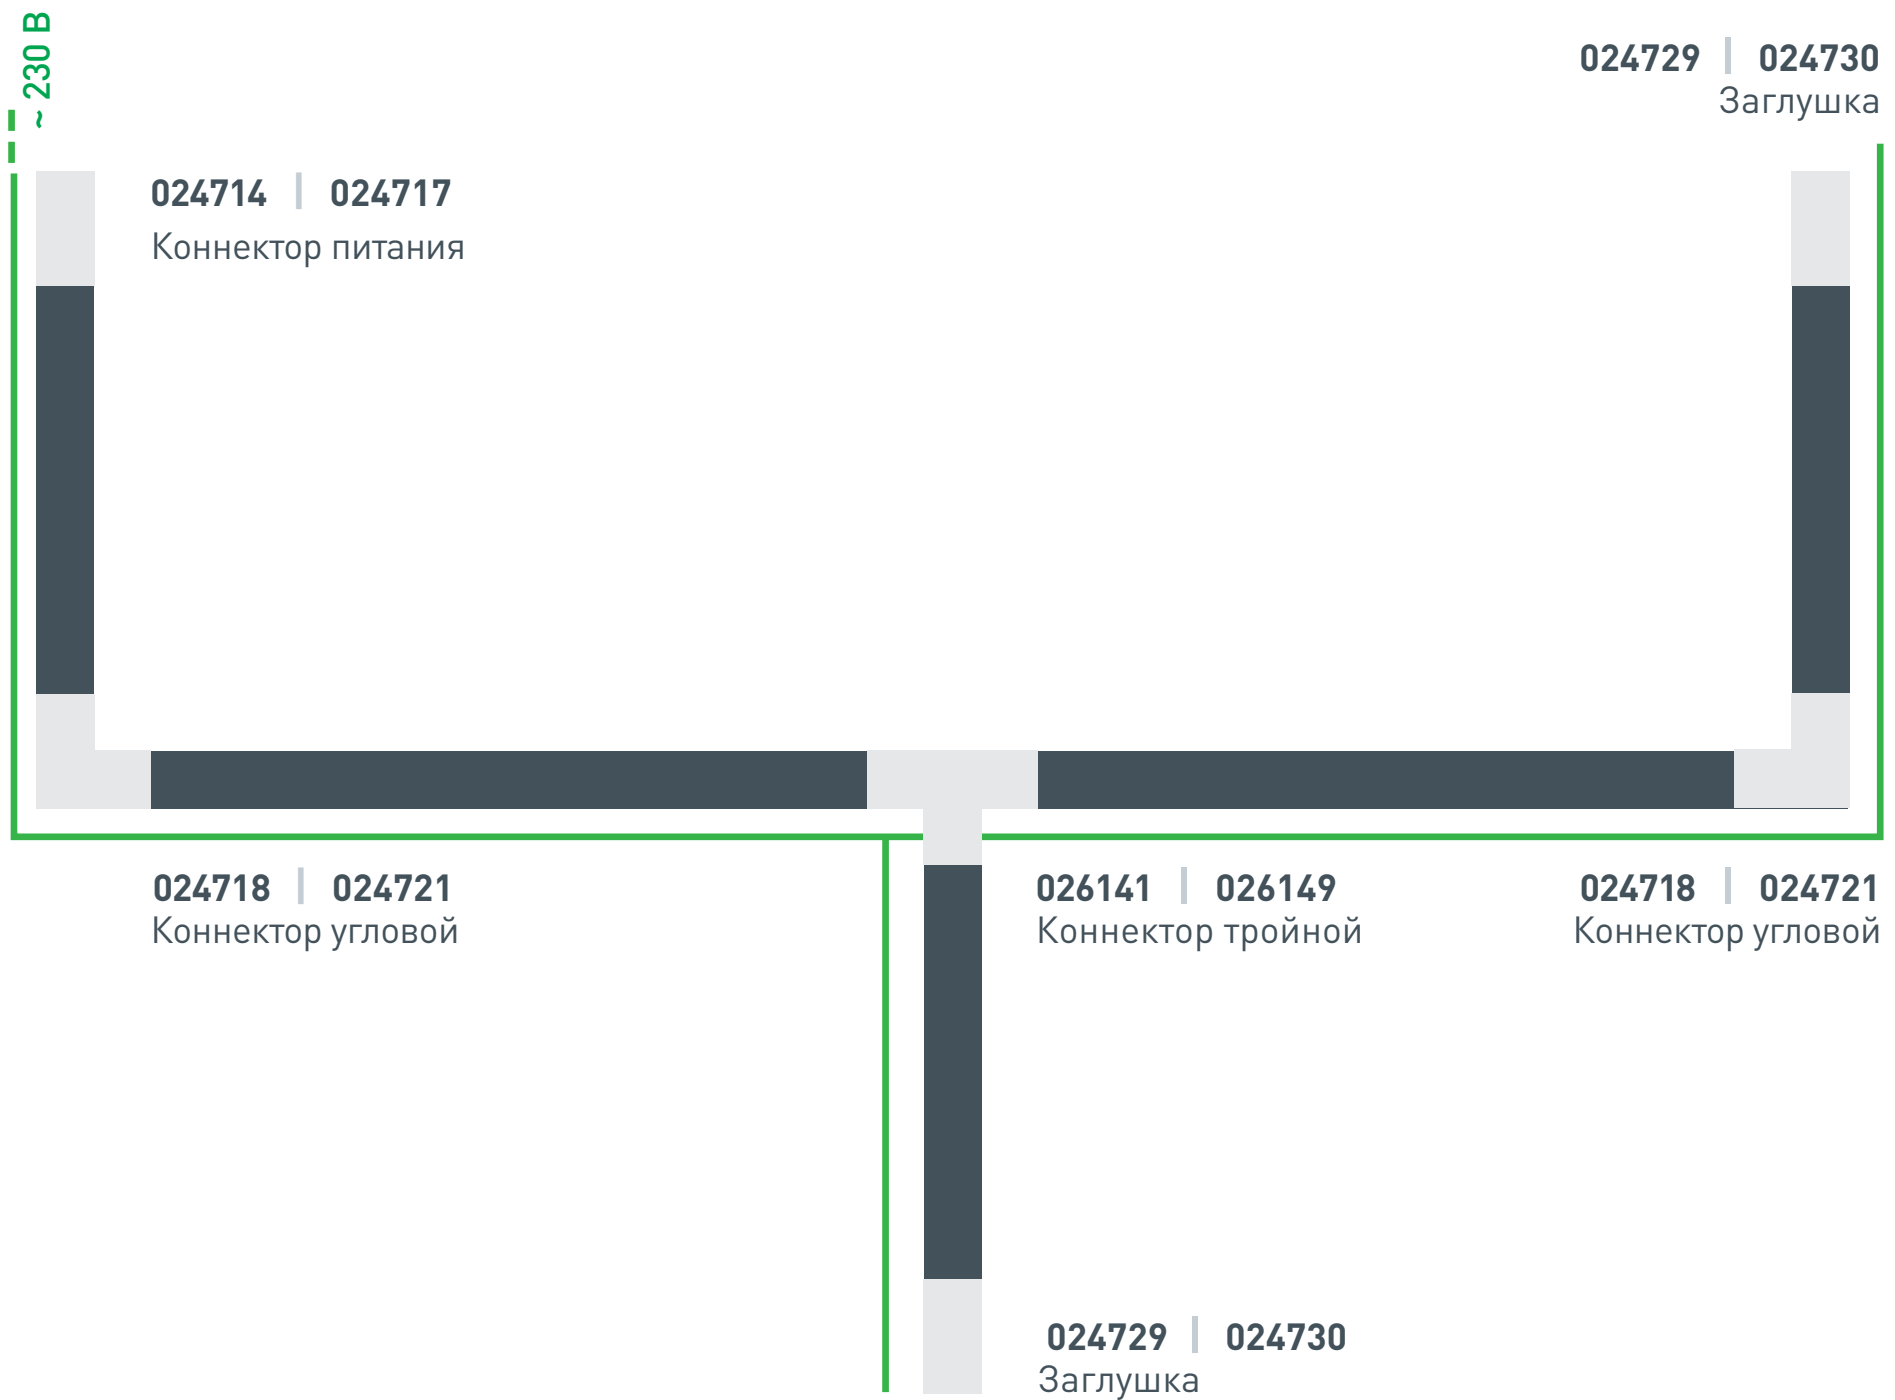 ~ 230 В
024729 | 024730
Заглушка
024714 | 024717
Коннектор питания
024718 | 024721
Коннектор угловой
026141 | 026149
Коннектор тройной
024718 | 024721
Коннектор угловой
024729 | 024730
Заглушка